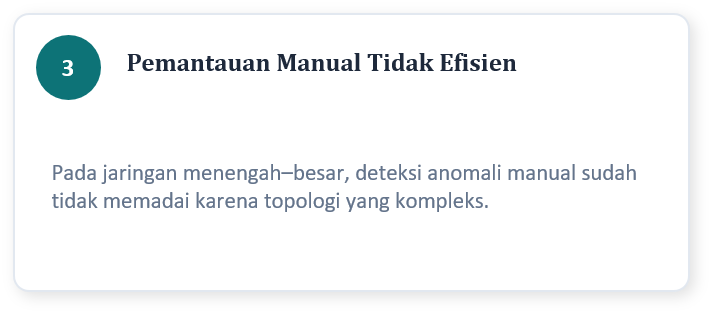 3
Pemantauan Manual Tidak Efisien
Pada jaringan menengah–besar, deteksi anomali manual sudah
tidak memadai karena topologi yang kompleks.